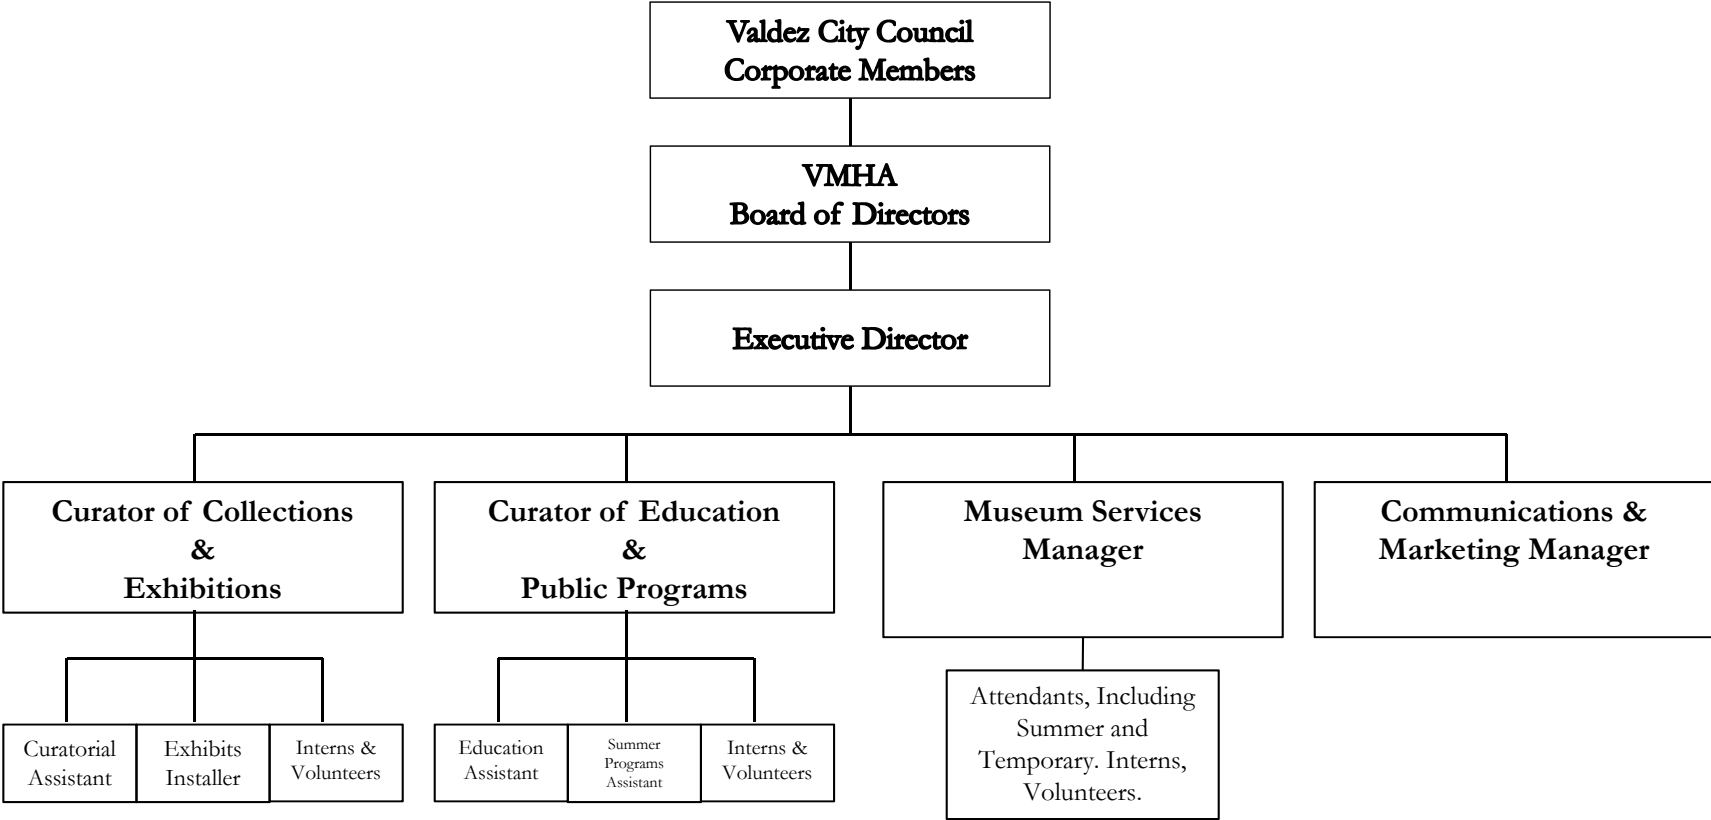 Valdez City Council
Corporate Members
VMHA
Board of Directors
Executive Director
Curator of Collections
&
Exhibitions
Curator of Education
&
Public Programs
Museum Services
Manager
Communications &
Marketing Manager
Curatorial
Assistant
Exhibits
Installer
Interns &
Volunteers
Education
Assistant
Summer
Programs
Assistant
Interns &
Volunteers
Attendants, Including
Summer and
Temporary. Interns,
Volunteers.